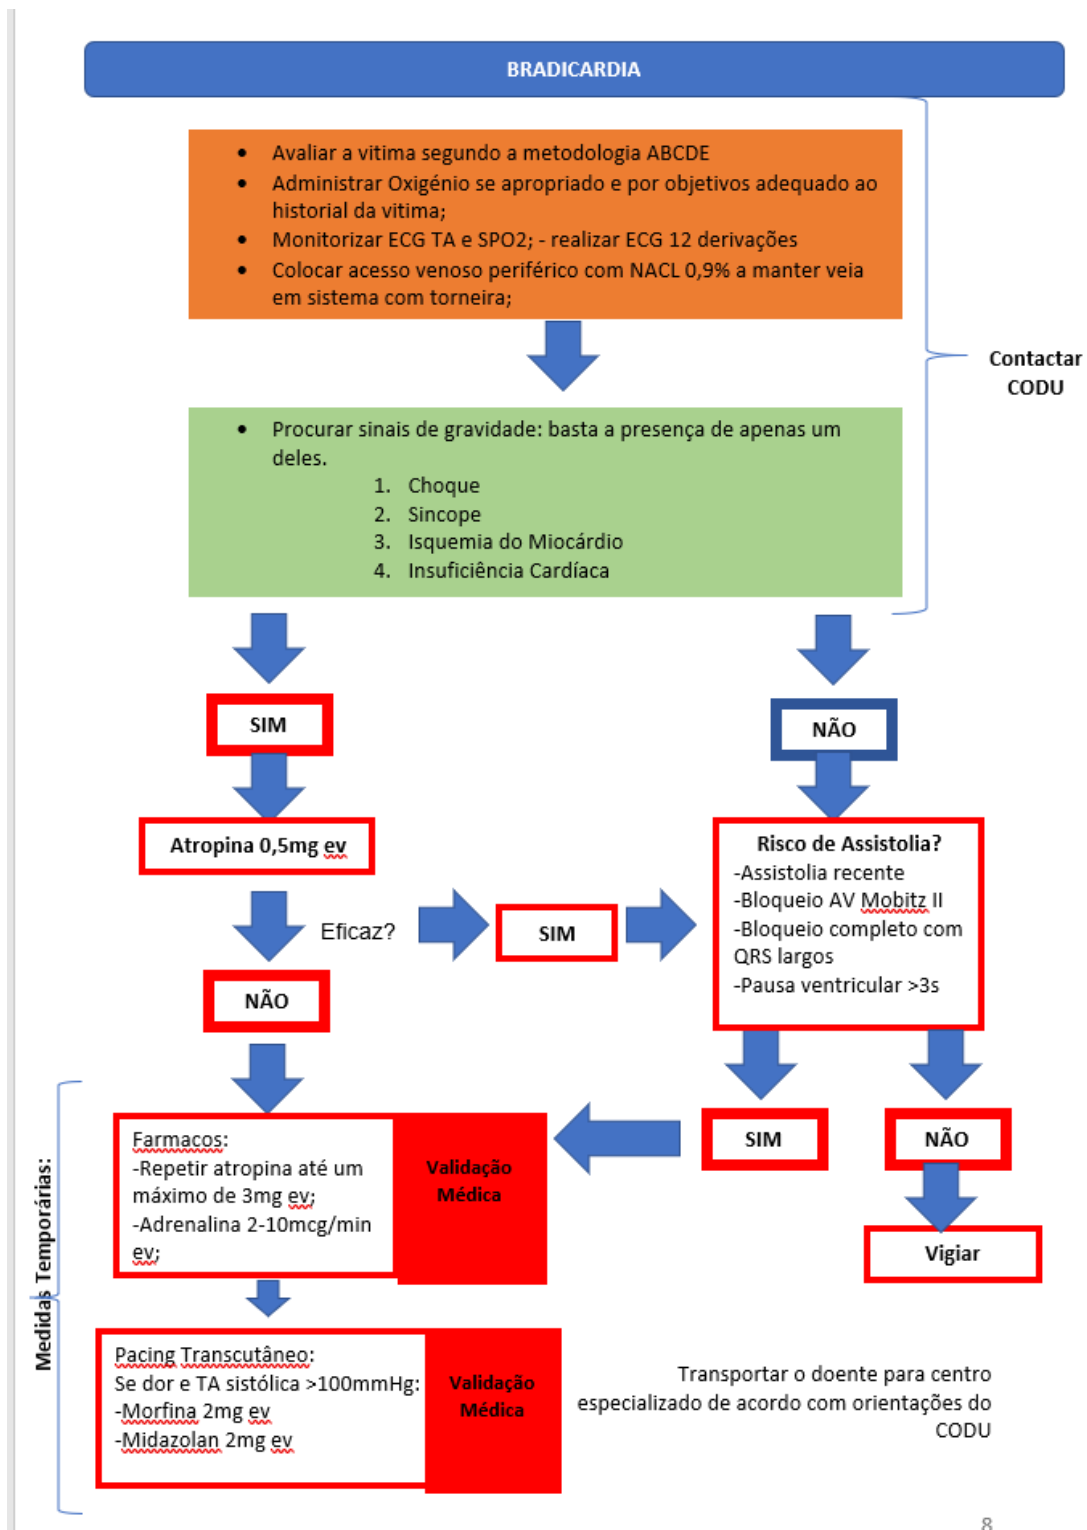 BRADICARDIA
• Avaliar a vitima segundo a metodologia ABCDE
• Administrar Oxigénio se apropriado e por objetivos adequado ao
historial da vitima;
• Monitorizar ECG TA e SPO2; - realizar ECG 12 derivações
• Colocar acesso venoso periférico com NACL 0,9% a manter veia
em sistema com torneira;
Contactar
CODU
• Procurar sinais de gravidade: basta a presença de apenas um
deles.
1. Choque
2. Sincope
3. Isquemia do Miocárdio
4. Insuficiência Cardíaca
SIM
NÃO
Atropina 0,5mg ev
Risco de Assistolia?
-Assistolia recente
-Bloqueio AV Mobitz II
-Bloqueio completo com
QRS largos
-Pausa ventricular >3s
Eficaz?
SIM
NÃO
SIM
NÃO
Medidas Temporárias:
Farmacos:
-Repetir atropina até um
máximo de 3mg ev;
-Adrenalina 2-10mcg/min
ev;
Validação
Médica
Vigiar
Pacing Transcutâneo:
Se dor e TA sistólica >100mmHg:
-Morfina 2mg ev
-Midazolan 2mg ev
Validação
Médica
Transportar o doente para centro
especializado de acordo com orientações do
CODU
8